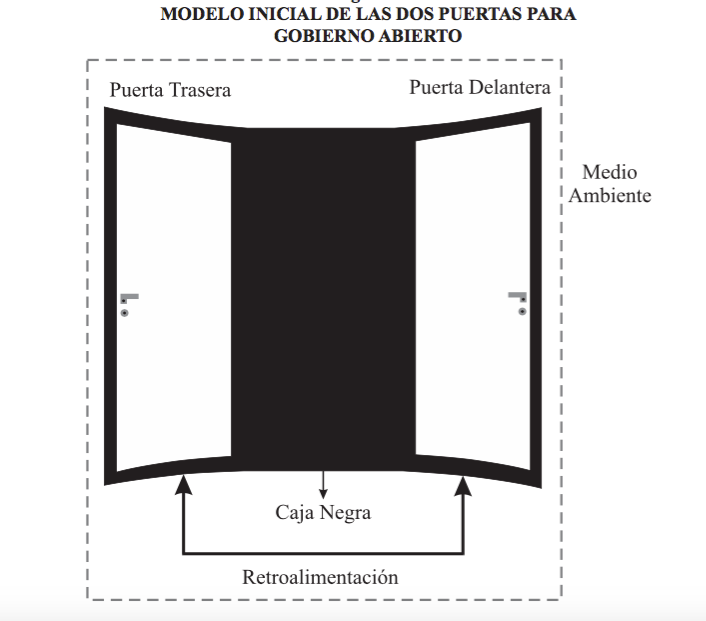 MODELO INICIAL DE LAS DOS PUERTAS PARA
GOBIERNO ABIERTO
Puerta Trasera
Puerta Delantera
Medio
Ambiente
Caja Negra
Retroalimentación